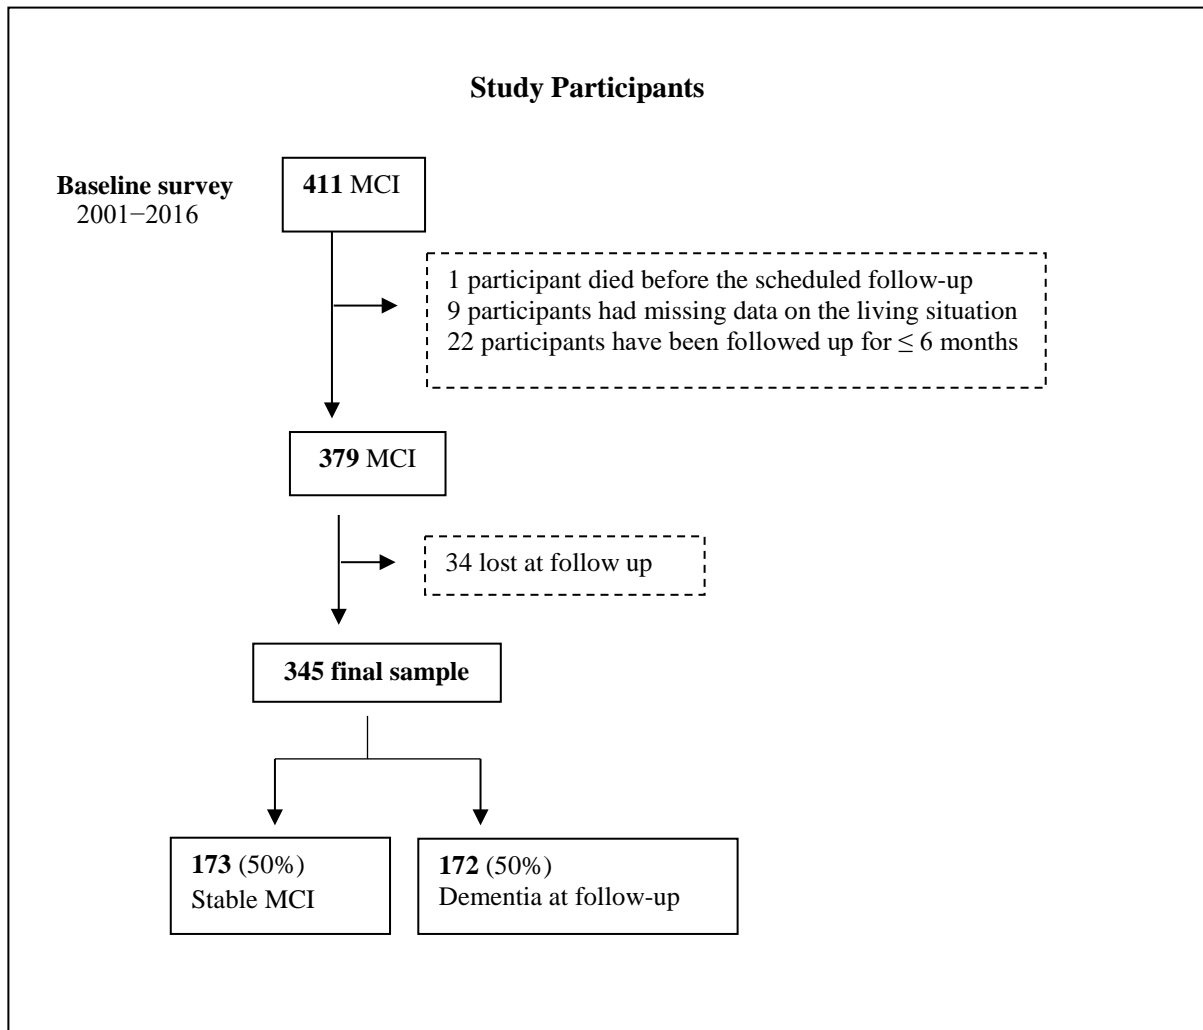 Study Participants
Baseline survey
2001−2016
411 MCI
1 participant died before the scheduled follow-up
9 participants had missing data on the living situation
22 participants have been followed up for ≤ 6 months
379 MCI
34 lost at follow up
345 final sample
173 (50%)
Stable MCI
172 (50%)
Dementia at follow-up